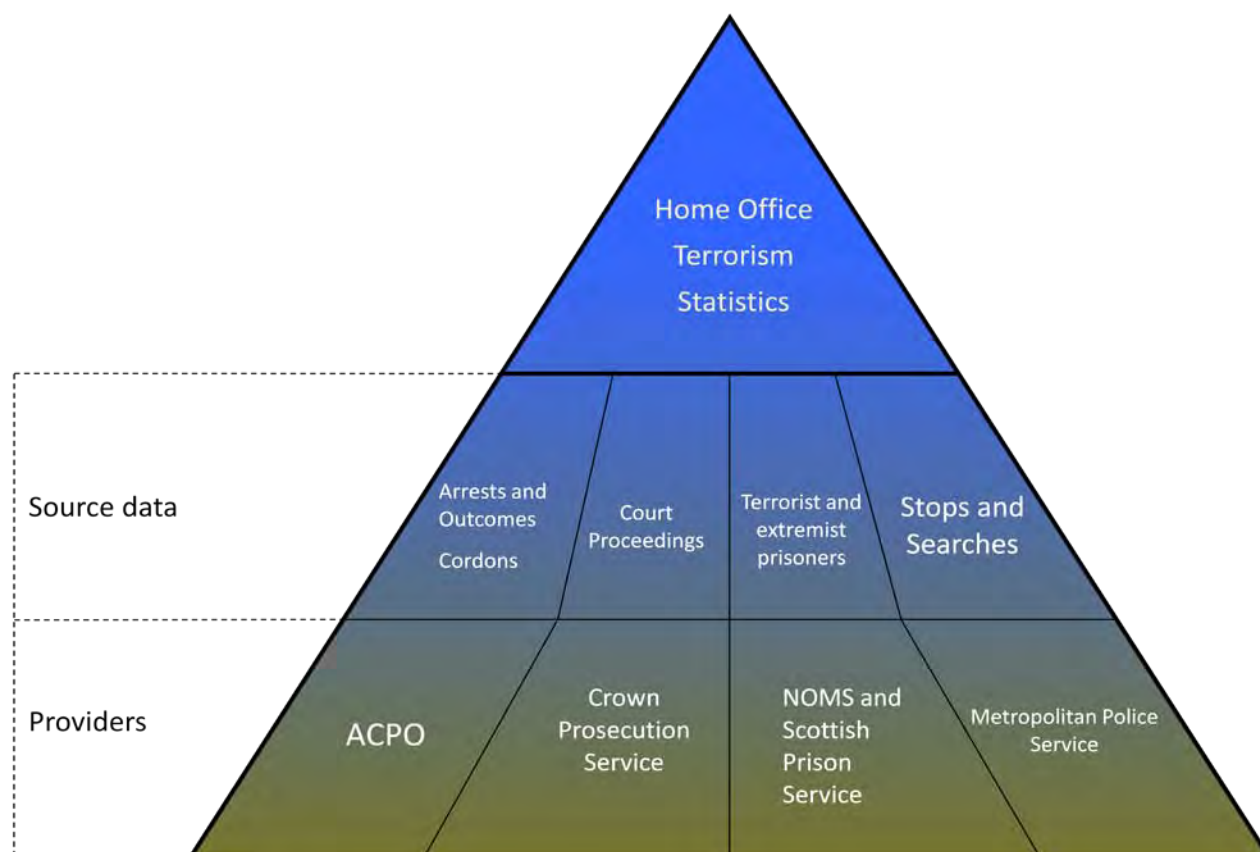 Home Office
Terrorism
Statistics
Source data
Arrests and
Outcomes
Cordons
Court
Proceedings
Terrorist and
extremist
prisoners
Stops and
Searches
Providers
ACPO
Crown
Prosecution
Service
NOMS and
Scottish
Prison
Service
Metropolitan Police
Service